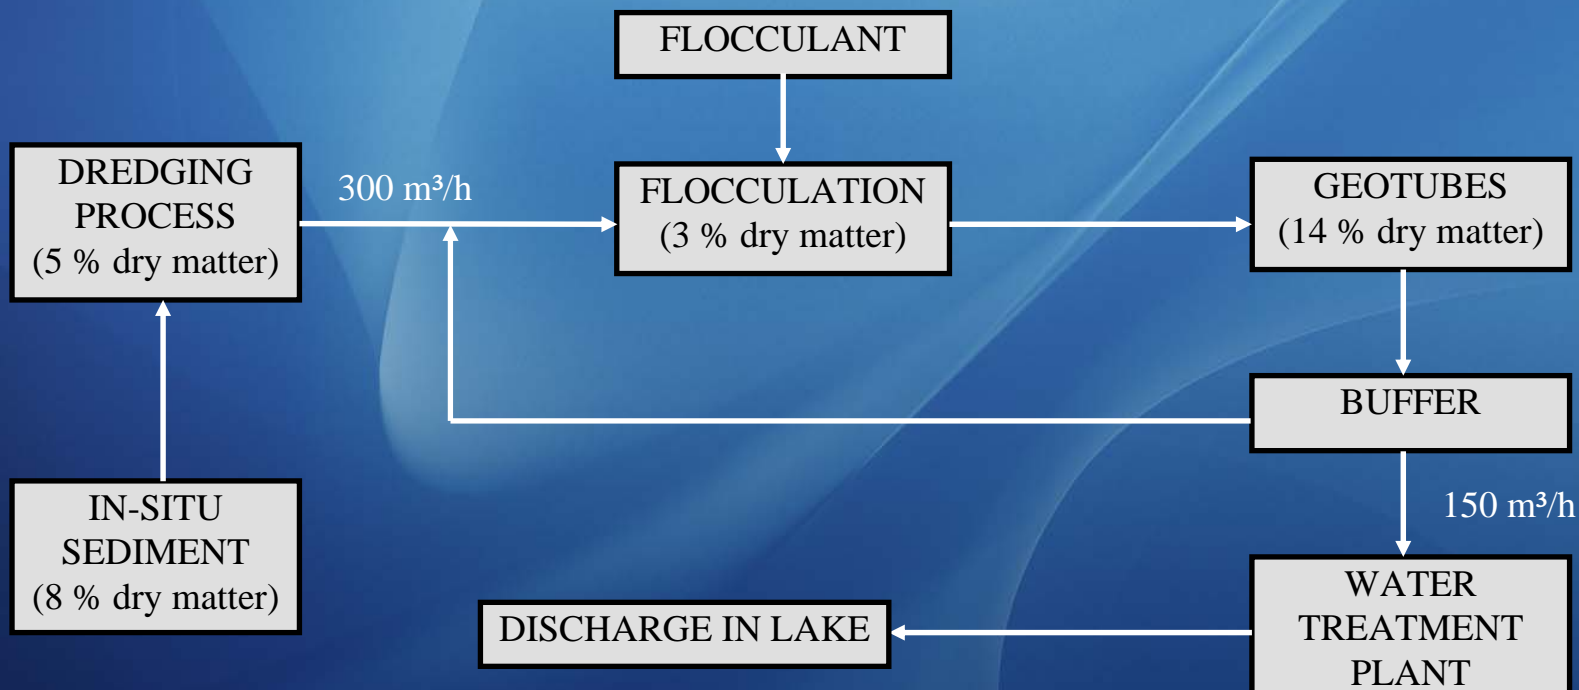 FLOCCULANT
DREDGING
PROCESS
(5 % dry matter)
300 m³/h
FLOCCULATION
(3 % dry matter)
GEOTUBES
(14 % dry matter)
BUFFER
IN-SITU
SEDIMENT
(8 % dry matter)
150 m³/h
DISCHARGE IN LAKE
WATER
TREATMENT
PLANT